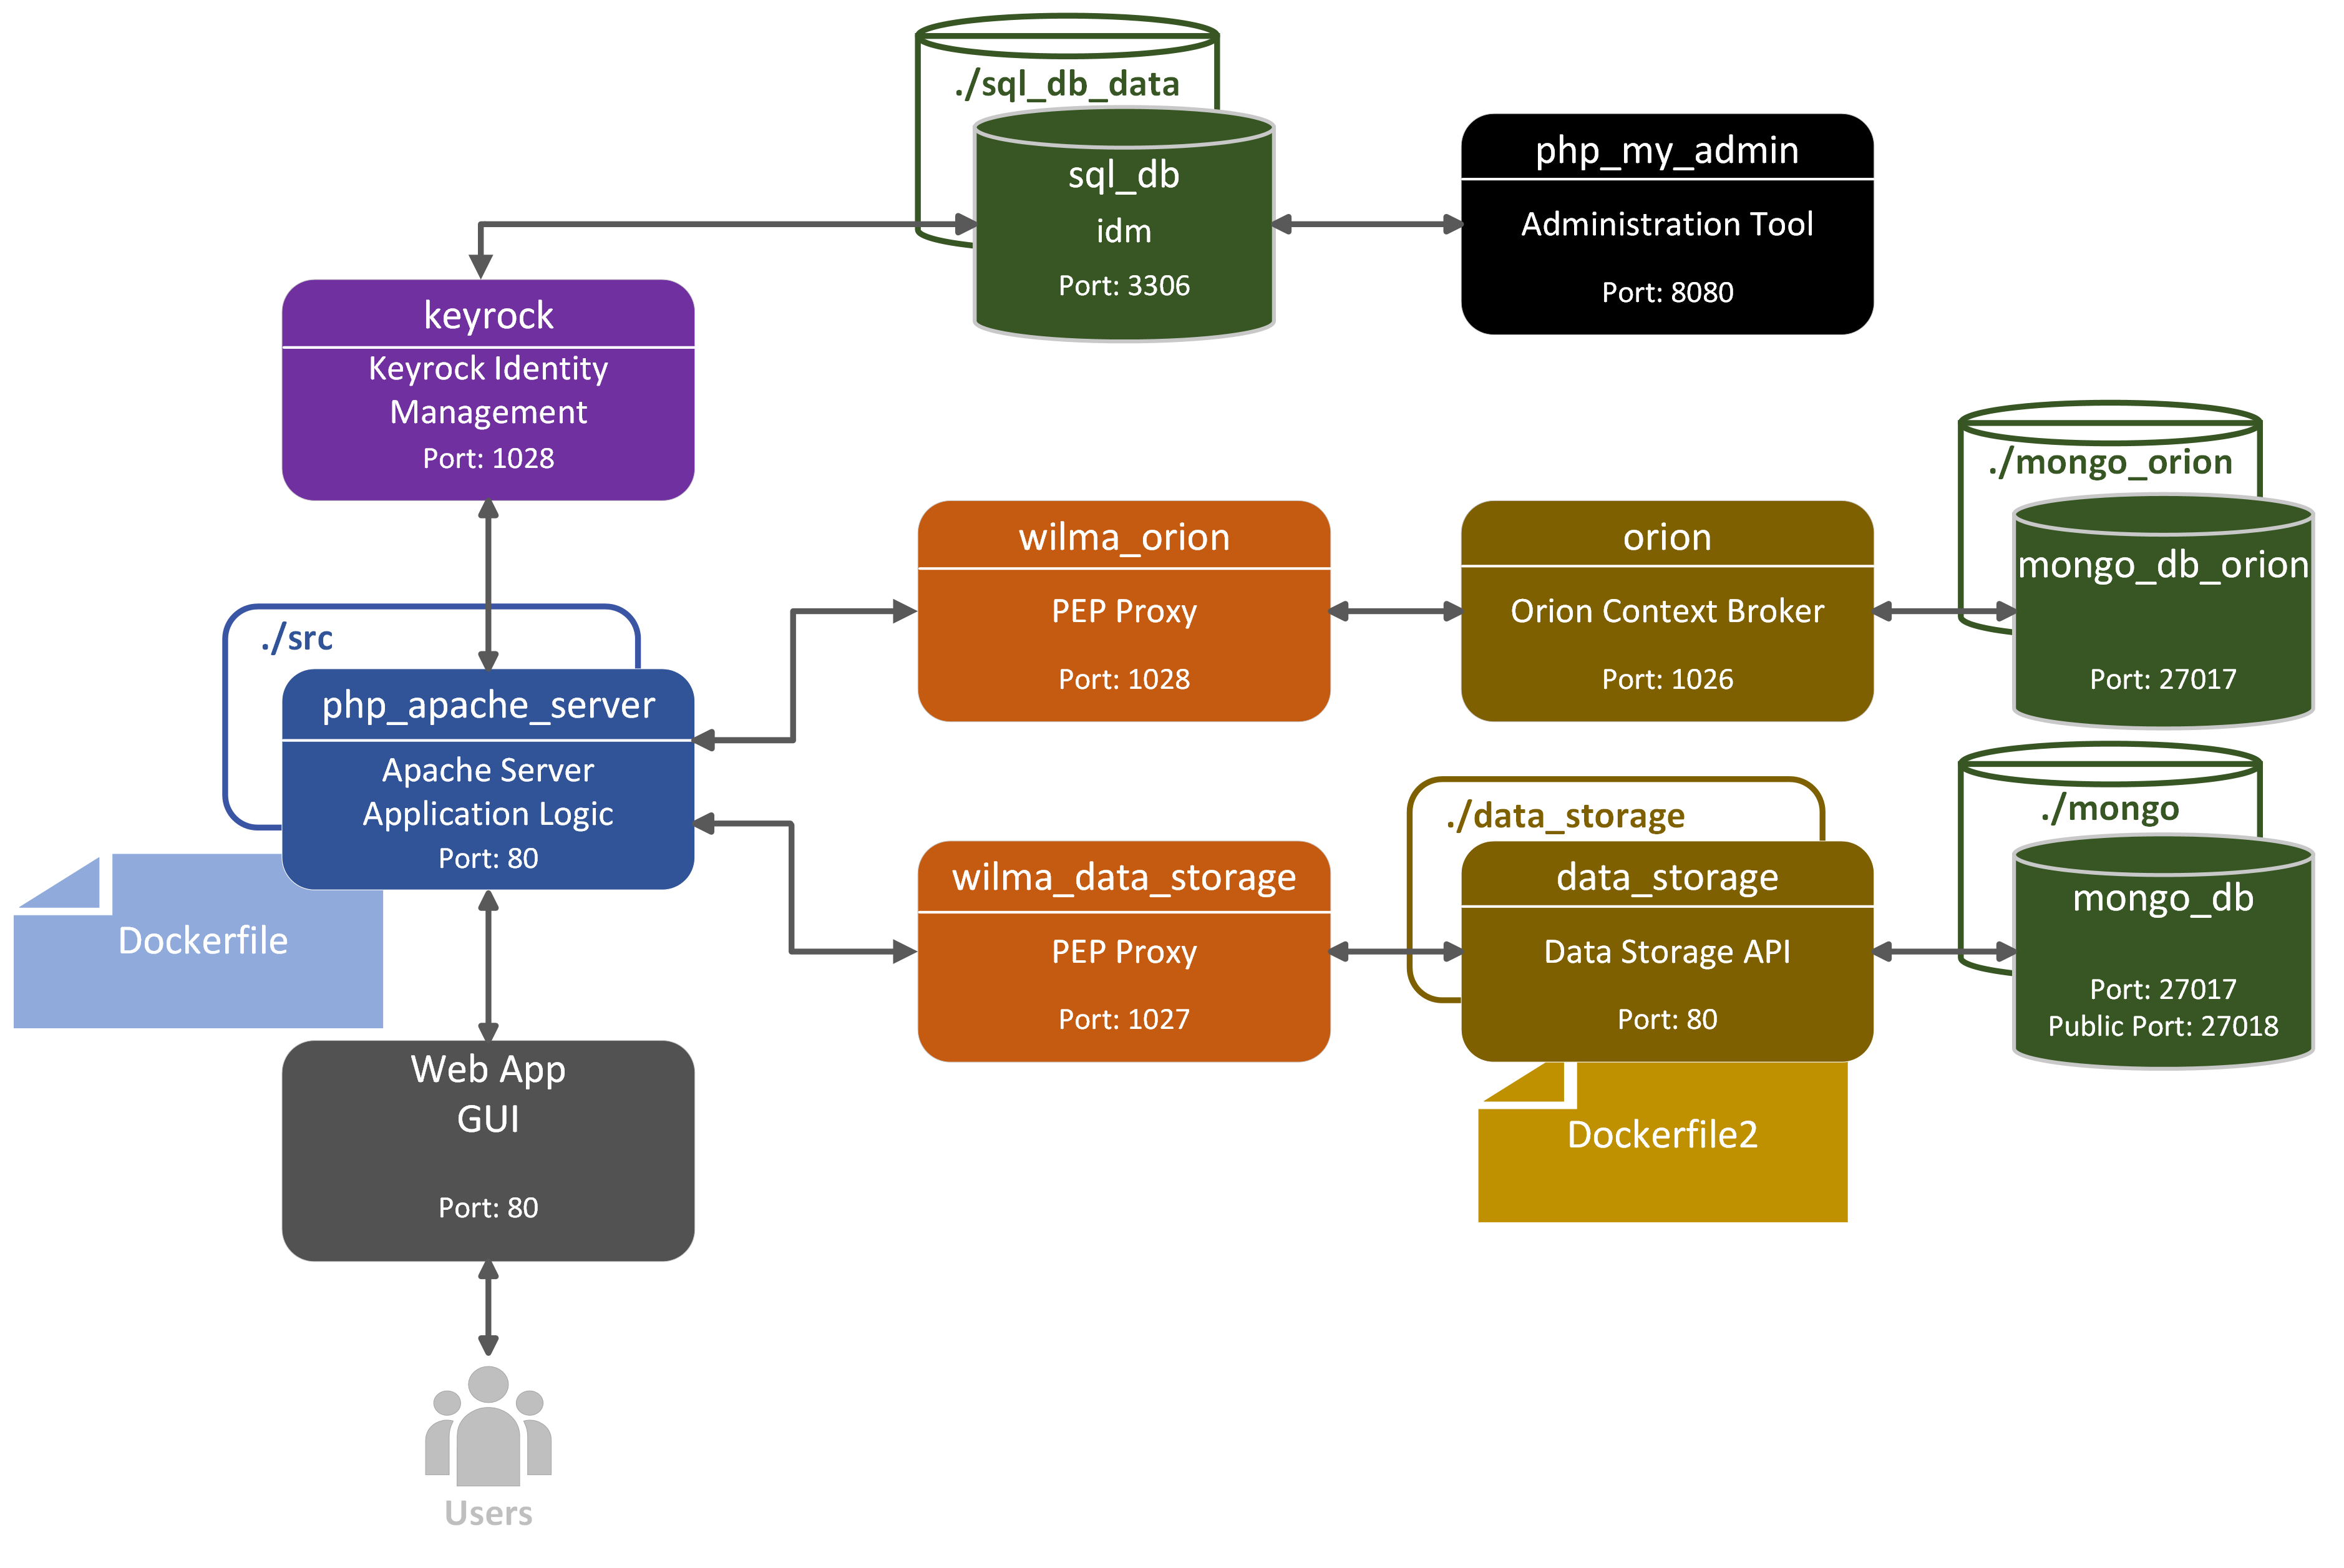 ./sql_db_data
sql_db
idm
Port: 3306
php_my_admin
Administration Tool
Port: 8080
keyrock
Keyrock Identity
Management
Port: 1028
./mongo_orion
mongo_db_orion
Port: 27017
wilma_orion
PEP Proxy
Port: 1028
orion
Orion Context Broker
Port: 1026
./src
php_apache_server
Apache Server
Application Logic
Port: 80
Dockerfile
./mongo
mongo_db
Port: 27017
Public Port: 27018
./data_storage
data_storage
Data Storage API
Port: 80
wilma_data_storage
PEP Proxy
Port: 1027
Dockerfile2
Web App
GUI
Port: 80
Users